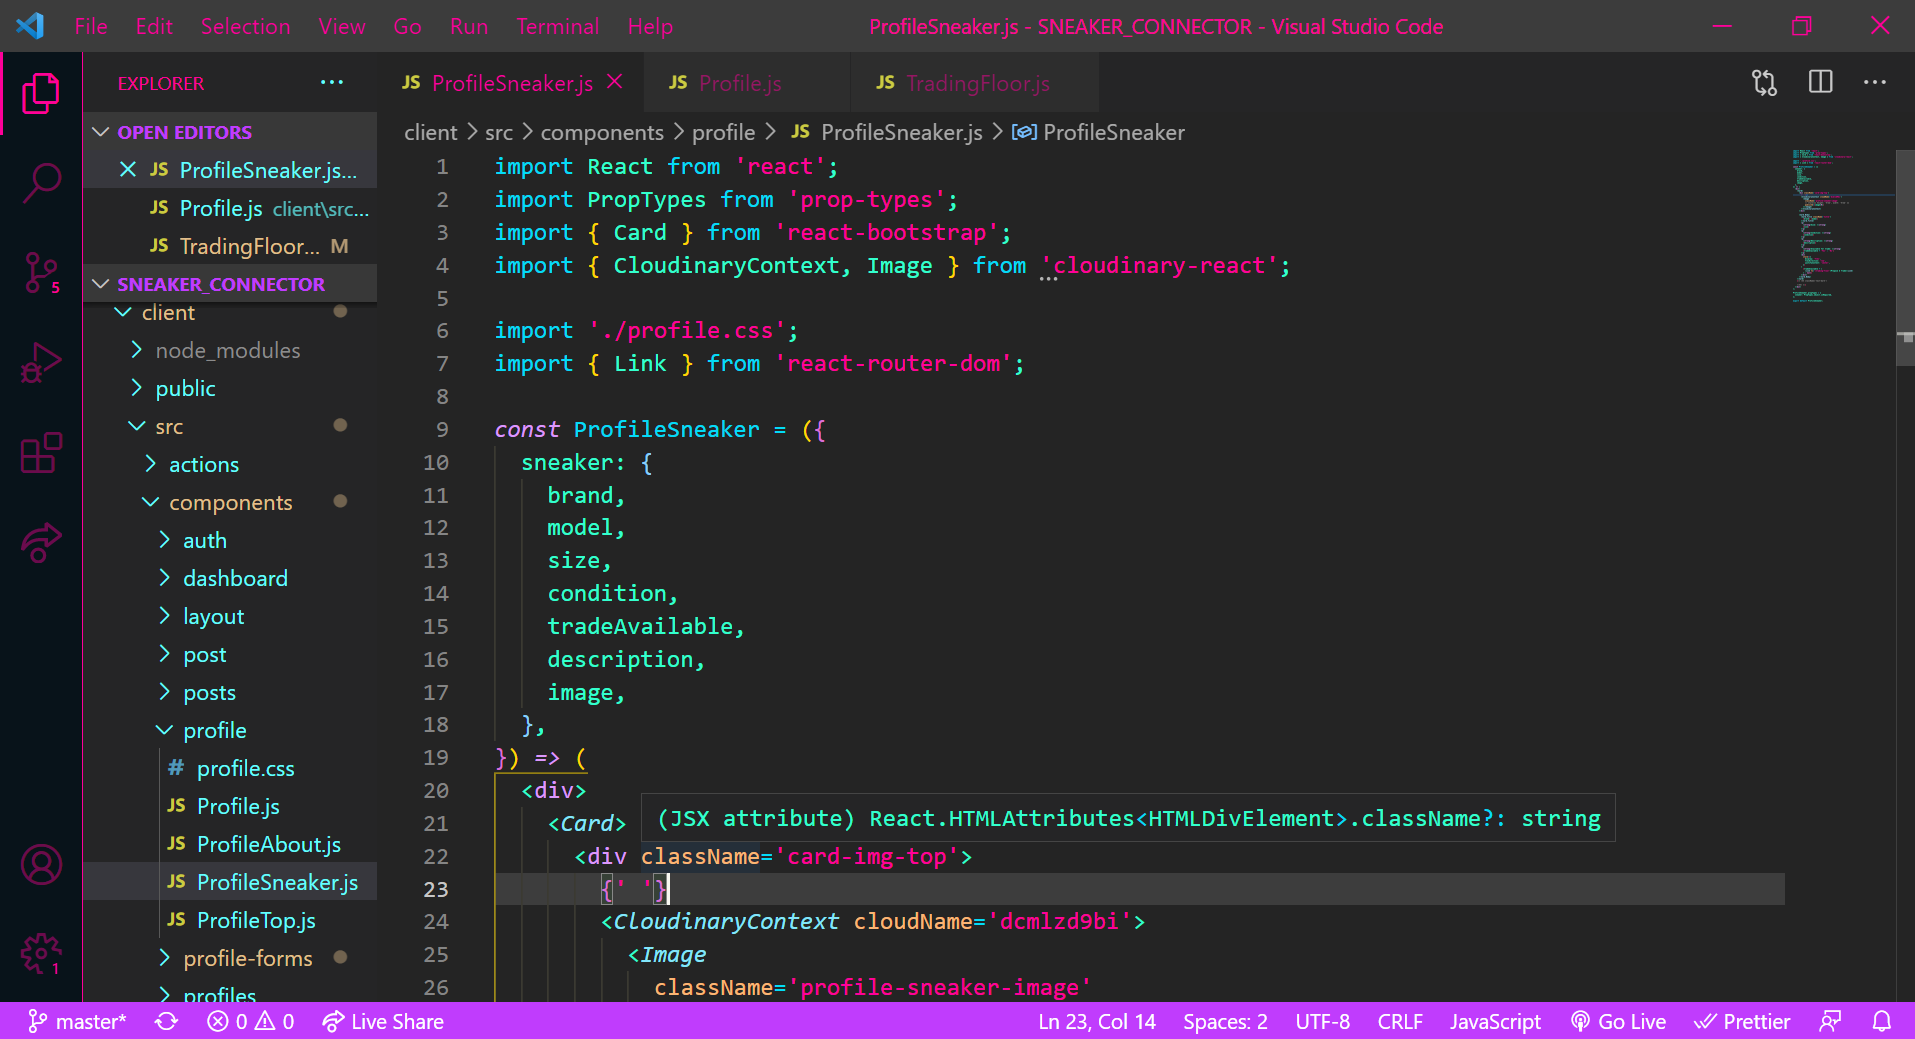 File Edit Selection View Go Run Terminal Help
ProfileSneaker.js - SNEAKER_CONNECTOR - Visual Studio Code
EXPLORER
OPEN EDITORS
JS ProfileSneaker.js...
JS Profile.js client\src...
JS TradingFloor... M
SNEAKER_CONNECTOR
client
node_modules
public
src
actions
components
auth
dashboard
layout
post
posts
profile
# profile.css
JS Profile.js
JS ProfileAbout.js
JS ProfileSneaker.js
JS ProfileTop.js
profile-forms
profiles
5
1
JS ProfileSneaker.js
JS Profile.js
JS TradingFloor.js
client > src > components > profile > JS ProfileSneaker.js > ProfileSneaker
1 import React from 'react';
2 import PropTypes from 'prop-types';
3 import { Card } from 'react-bootstrap';
4 import { CloudinaryContext, Image } from 'cloudinary-react';
5
6 import './profile.css';
7 import { Link } from 'react-router-dom';
8
9 const ProfileSneaker = ({
10 sneaker: {
11 brand,
12 model,
13 size,
14 condition,
15 tradeAvailable,
16 description,
17 image,
18 },
19 }) => (
20 <div>
21 <Card>
(JSX attribute) React.HTMLAttributes<HTMLDivElement>.className?: string
22 <div className='card-img-top'>
23 {' '}
24 <CloudinaryContext cloudName='dcmlzd9bi'>
25 <Image
26 className='profile-sneaker-image'
master* 0 0 Live Share
Ln 23, Col 14 Spaces: 2 UTF-8 CRLF JavaScript Go Live Prettier